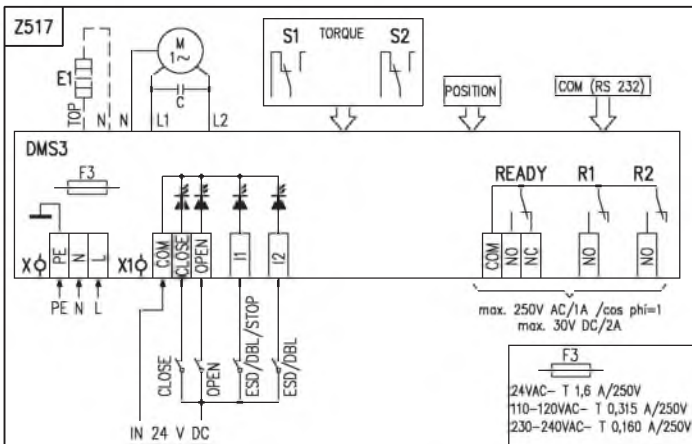 Z517
M
1~
S1
TORQUE
S2
E1
C
POSITION
COM (RS 232)
TOP
N
N
L1
L2
DMS3
F3
READY
R1
R2
X
PE
N
L
X1
COM
CLOSE
OPEN
I1
I2
COM
NO
NC
NO
NO
PE N L
max. 250V AC/1A /cos phi=1
max. 30V DC/2A
CLOSE
OPEN
ESD/DBL/STOP
ESD/DBL
IN 24 V DC
F3
24VAC– T 1,6 A/250V
110–120VAC– T 0,315 A/250V
230–240VAC– T 0,160 A/250V